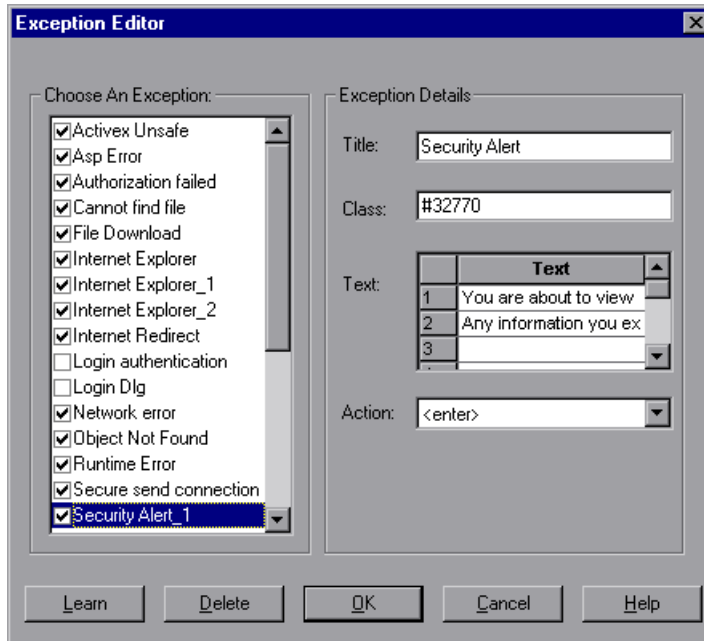 Exception Editor
Choose An Exception:
Activex Unsafe
Asp Error
Authorization failed
Cannot find file
File Download
Internet Explorer
Internet Explorer_1
Internet Explorer_2
Internet Redirect
Login authentication
Login Dlg
Network error
Object Not Found
Runtime Error
Secure send connection
Security Alert_1
Exception Details
Title: Security Alert
Class: #32770
Text:
Text
1 You are about to view
2 Any information you ex
3
Action: <enter>
Learn Delete OK Cancel Help